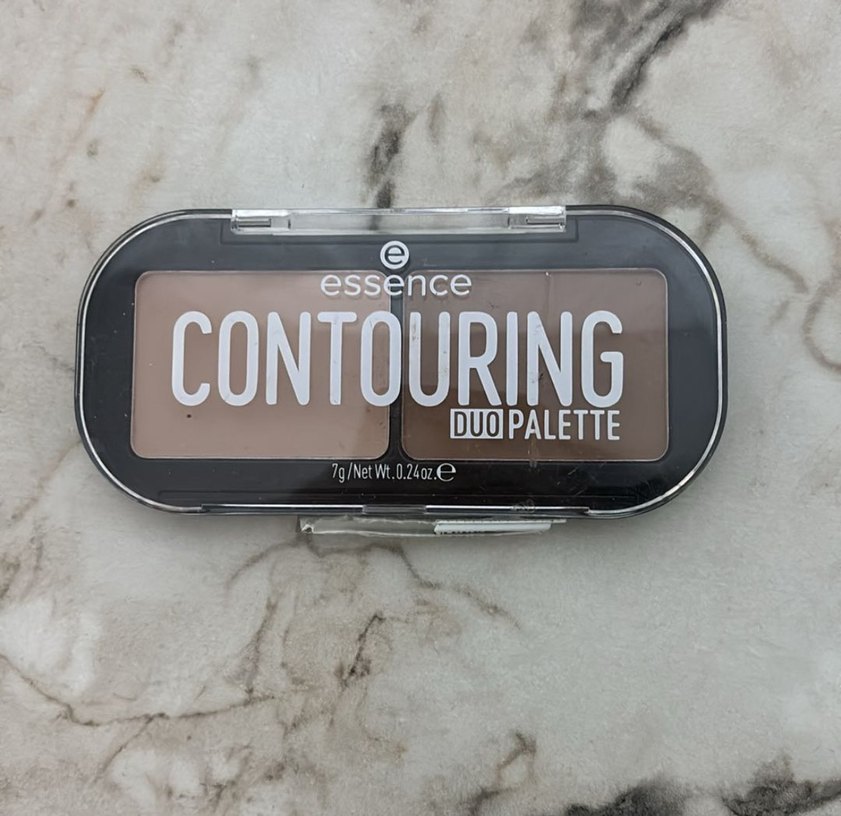 e
essence
CONTOURING
DUO PALETTE
7g/Net Wt. 0.24 oz. ℮